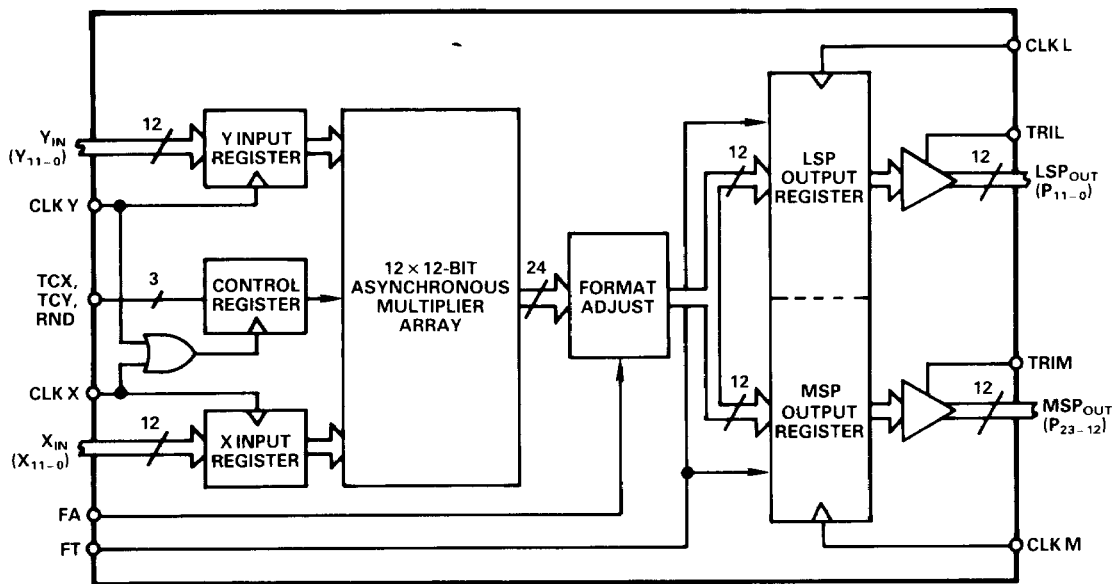 CLK L
Y_IN
(Y_11-0)
12
Y INPUT
REGISTER
CLK Y
TCX,
TCY,
RND
3
CONTROL
REGISTER
CLK X
X_IN
(X_11-0)
12
X INPUT
REGISTER
FA
FT
12 × 12-BIT
ASYNCHRONOUS
MULTIPLIER
ARRAY
24
FORMAT
ADJUST
12
LSP
OUTPUT
REGISTER
12
MSP
OUTPUT
REGISTER
TRIL
12
LSP_OUT
(P_11-0)
TRIM
12
MSP_OUT
(P_23-12)
CLK M